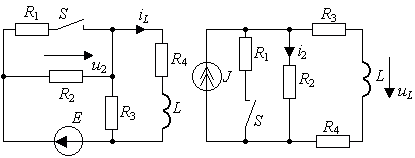 R1 S iL R3
R4 R1 i2
u2 J R2 L uL
R2 L
E R3 S R4